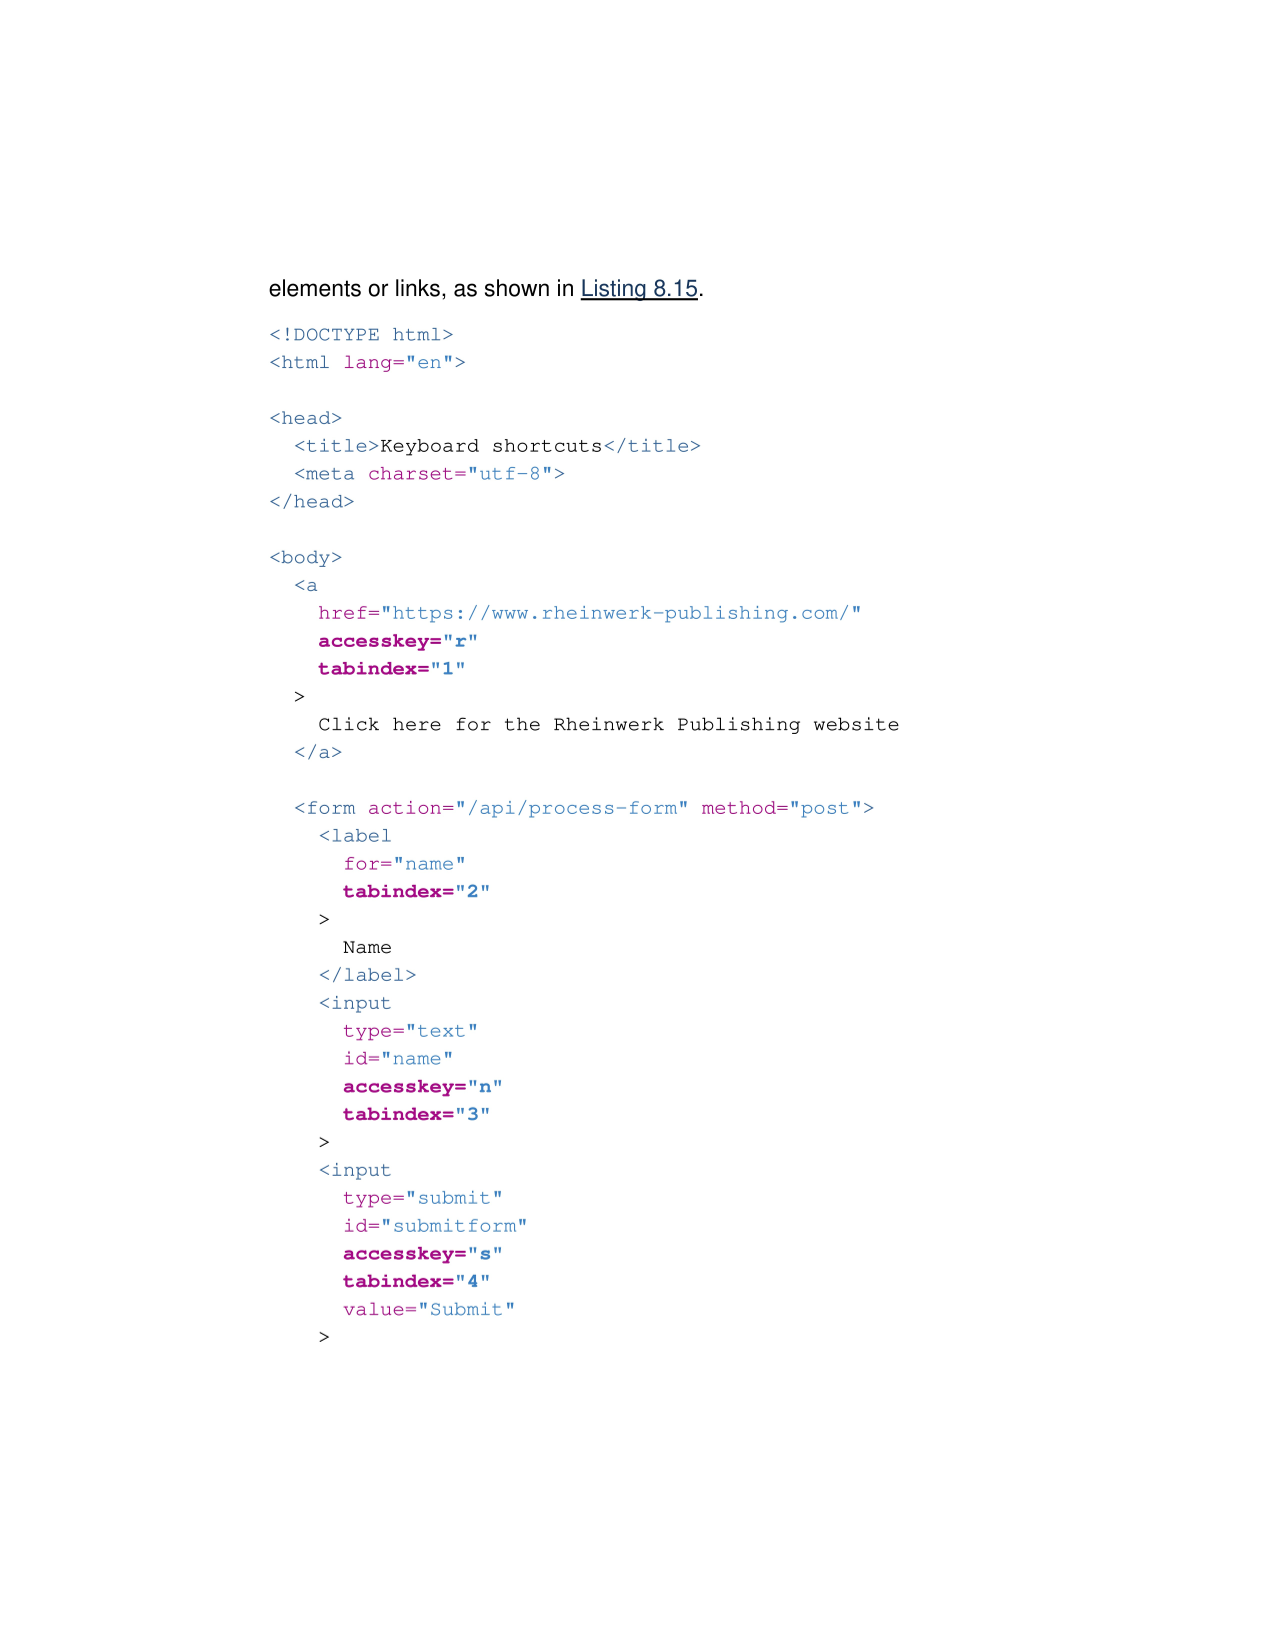 elements or links, as shown in Listing 8.15.
<!DOCTYPE html>
<html lang="en">
<head>
  <title>Keyboard shortcuts</title>
  <meta charset="utf-8">
</head>
<body>
  <a
    href="https://www.rheinwerk-publishing.com/"
    accesskey="r"
    tabindex="1"
  >
    Click here for the Rheinwerk Publishing website
  </a>
  <form action="/api/process-form" method="post">
    <label
      for="name"
      tabindex="2"
    >
      Name
    </label>
    <input
      type="text"
      id="name"
      accesskey="n"
      tabindex="3"
    >
    <input
      type="submit"
      id="submitform"
      accesskey="s"
      tabindex="4"
      value="Submit"
    >